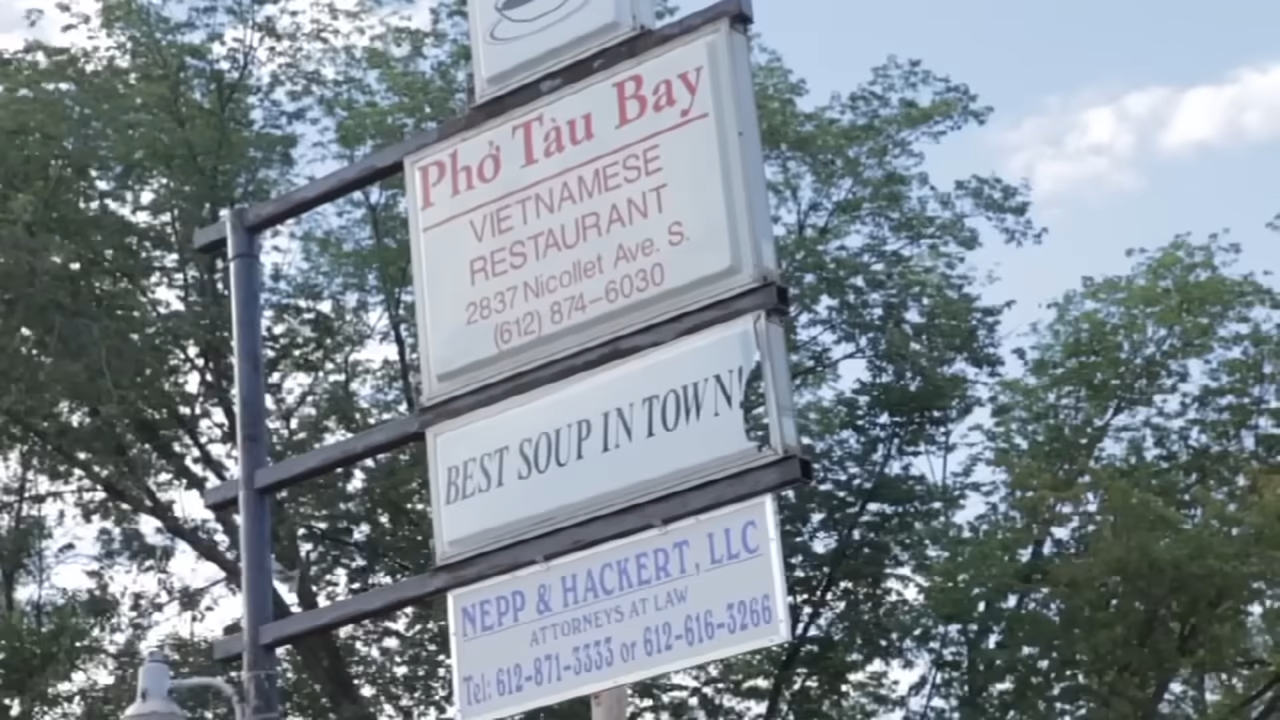 Phở Tàu Bay
VIETNAMESE
RESTAURANT
2837 Nicollet Ave. S.
(612) 874-6030
BEST SOUP IN TOWN!
NEPP & HACKERT, LLC
ATTORNEYS AT LAW
Tel: 612-871-3333 or 612-616-3266